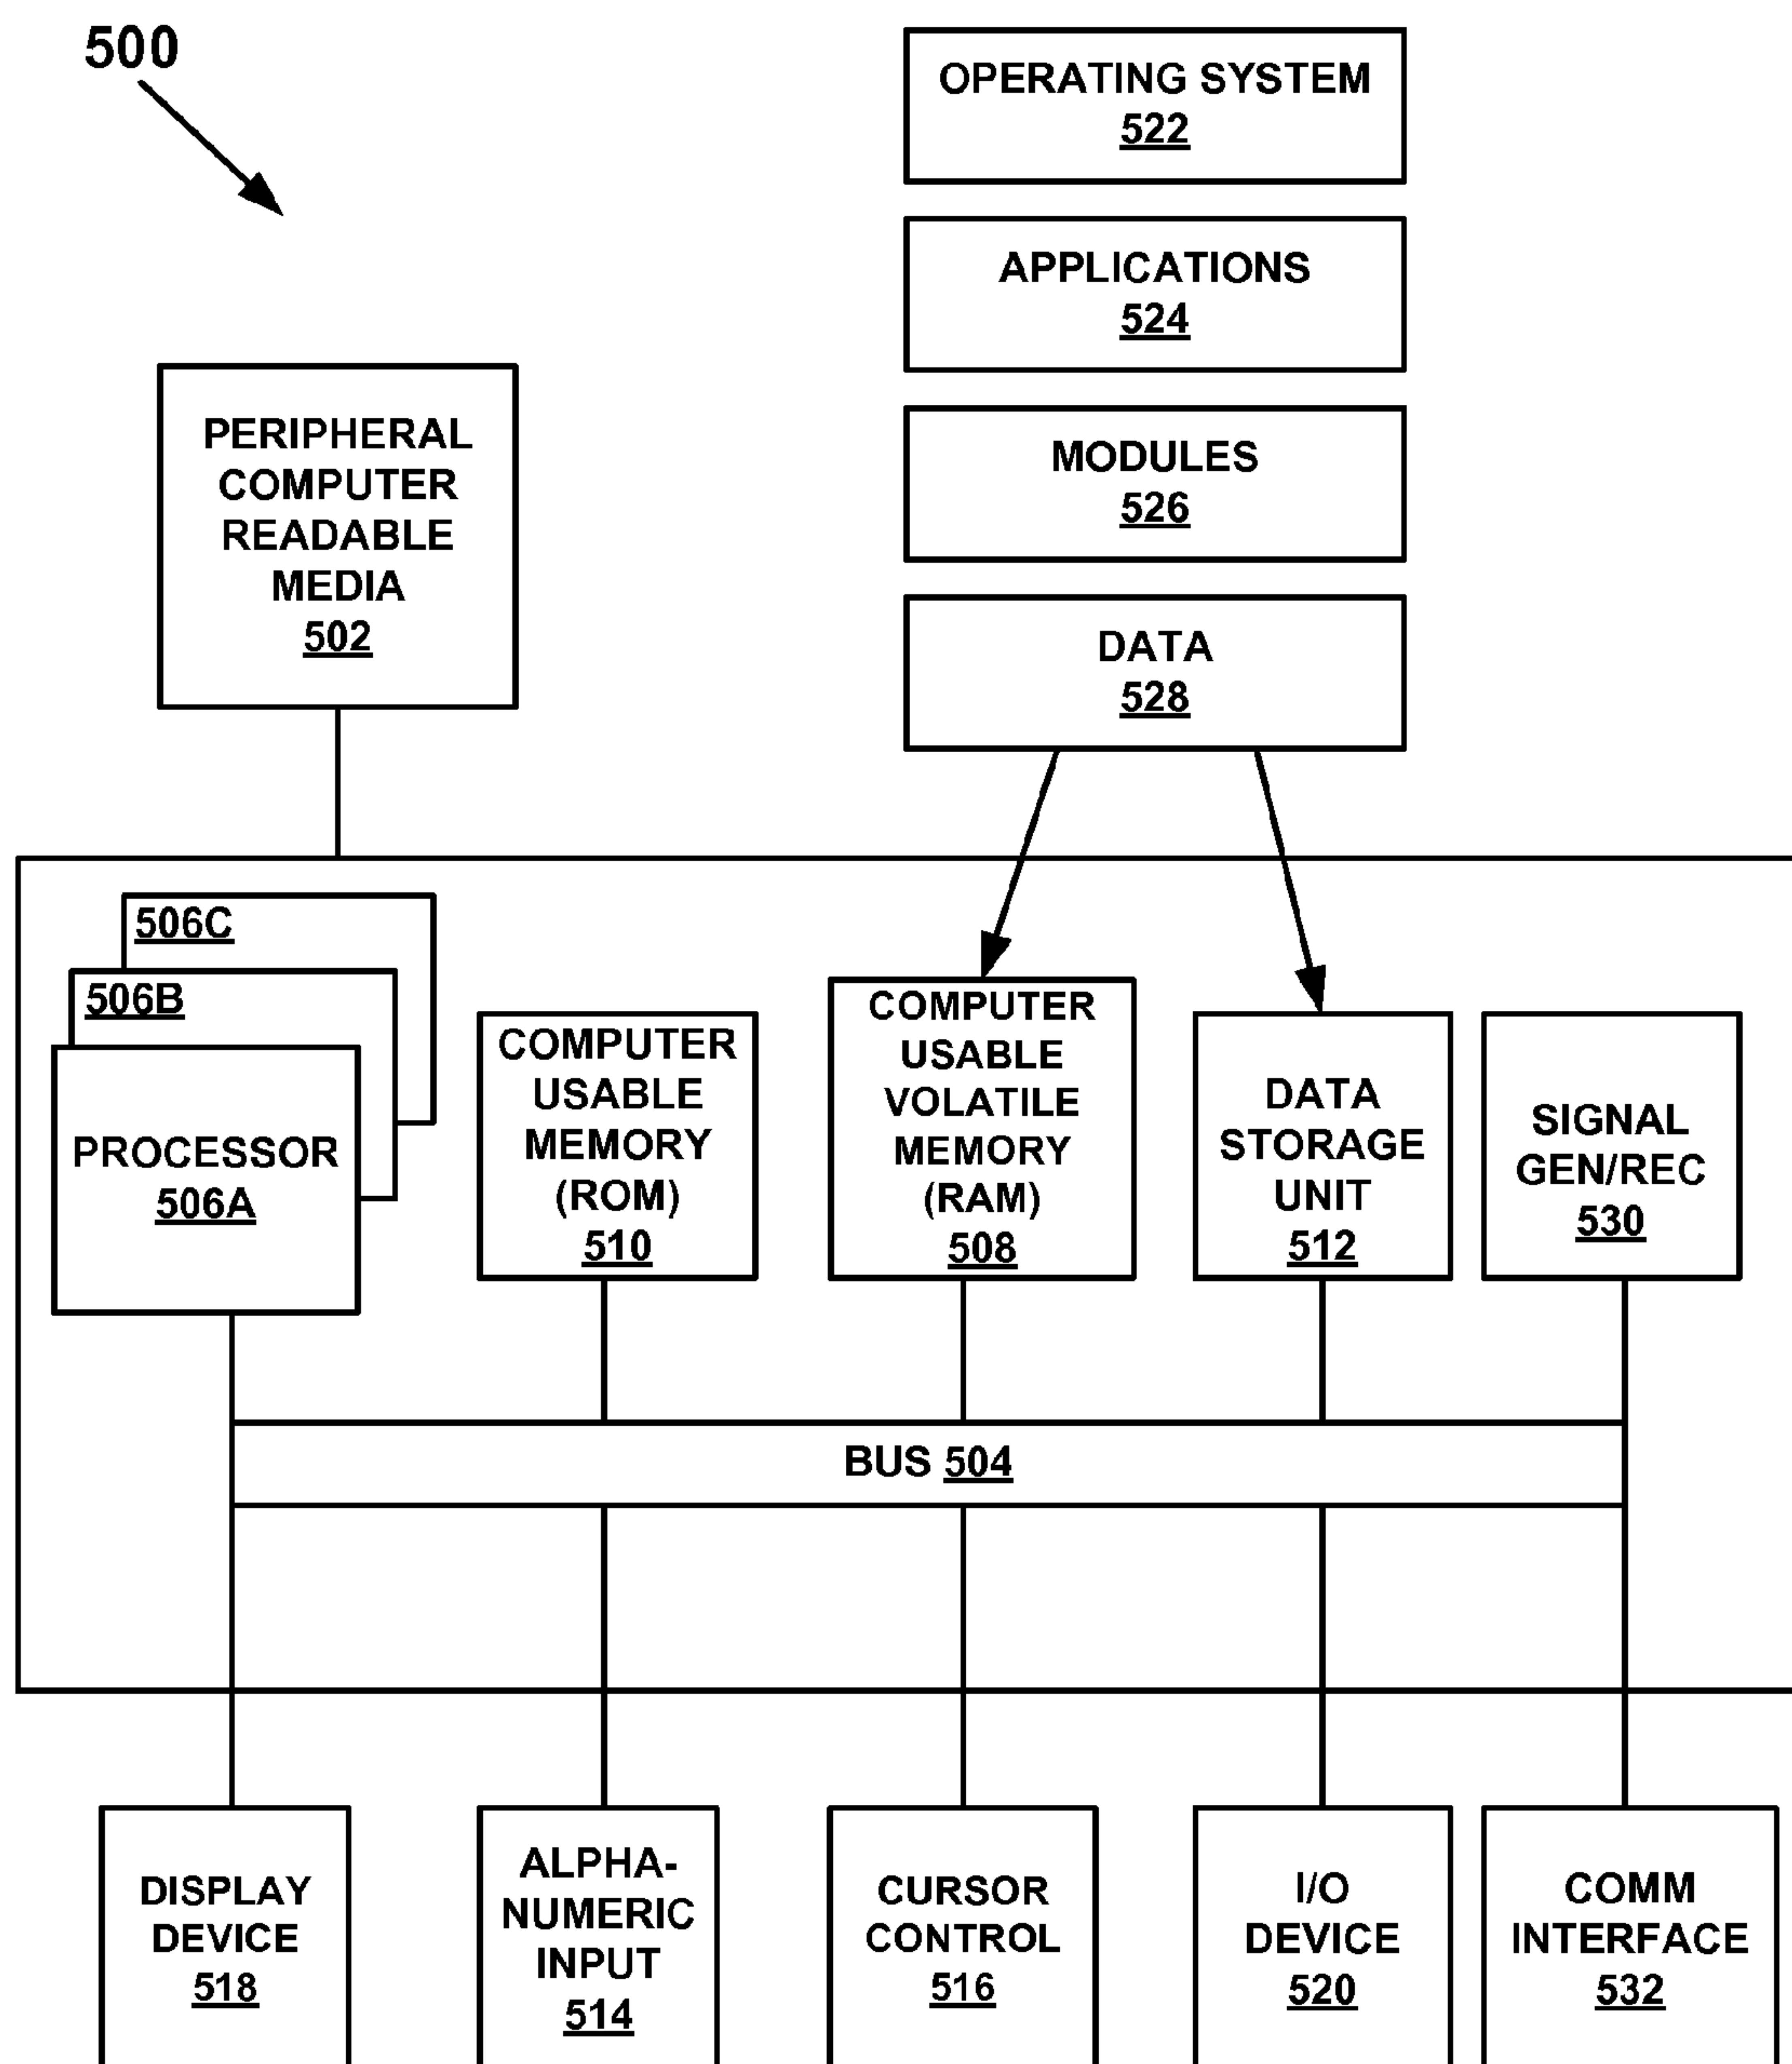 500
OPERATING SYSTEM
522
APPLICATIONS
524
MODULES
526
DATA
528
PERIPHERAL
COMPUTER
READABLE
MEDIA
502
506C
506B
PROCESSOR
506A
COMPUTER
USABLE
MEMORY
(ROM)
510
COMPUTER
USABLE
VOLATILE
MEMORY
(RAM)
508
DATA
STORAGE
UNIT
512
SIGNAL
GEN/REC
530
BUS 504
DISPLAY
DEVICE
518
ALPHA-
NUMERIC
INPUT
514
CURSOR
CONTROL
516
I/O
DEVICE
520
COMM
INTERFACE
532